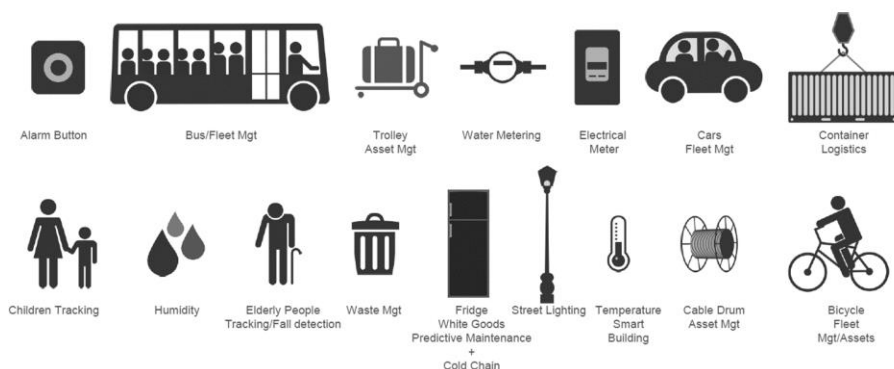 Alarm Button
Bus/Fleet Mgt
Trolley
Asset Mgt
Water Metering
Electrical
Meter
Cars
Fleet Mgt
Container
Logistics
Children Tracking
Humidity
Elderly People
Tracking/Fall detection
Waste Mgt
Fridge
White Goods
Predictive Maintenance
+
Cold Chain
Street Lighting
Temperature
Smart
Building
Cable Drum
Asset Mgt
Bicycle
Fleet
Mgt/Assets